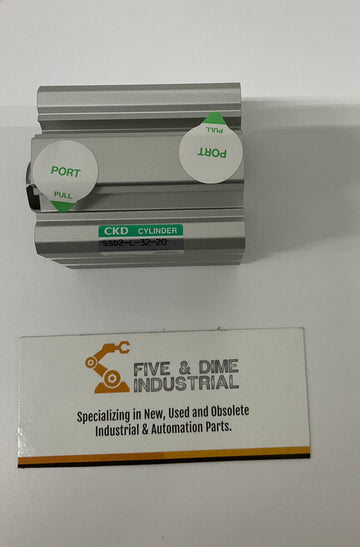 PULL
PORT
PORT
PULL
CKD CYLINDER
SSD2-L-32-20
FIVE & DIME
INDUSTRIAL
Specializing in New, Used and Obsolete
Industrial & Automation Parts.